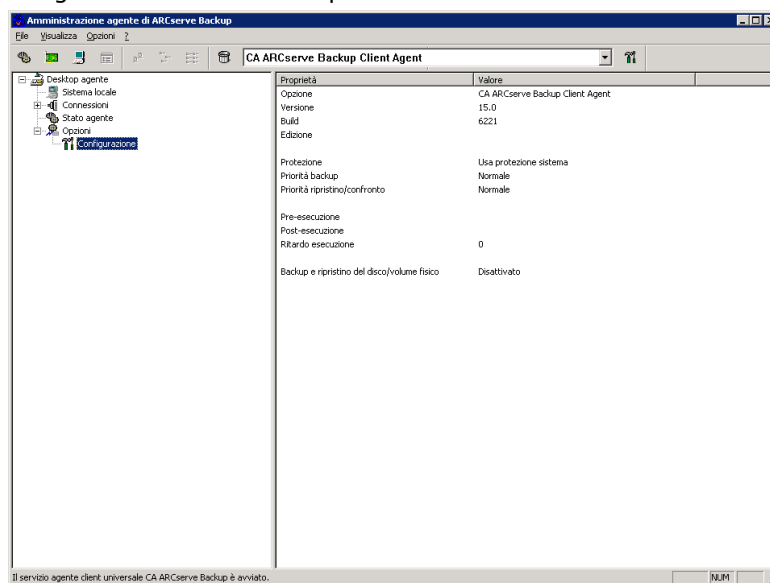 Amministrazione agente di ARCserve Backup
File Visualizza Opzioni ?
CA ARCserve Backup Client Agent
Desktop agente
Sistema locale
Connessioni
Stato agente
Opzioni
Configurazione
Proprietà Valore
Opzione CA ARCserve Backup Client Agent
Versione 15.0
Build 6221
Edizione
Protezione Usa protezione sistema
Priorità backup Normale
Priorità ripristino/confronto Normale
Pre-esecuzione
Post-esecuzione
Ritardo esecuzione 0
Backup e ripristino del disco/volume fisico Disattivato
Il servizio agente client universale CA ARCserve Backup è avviato.
NUM